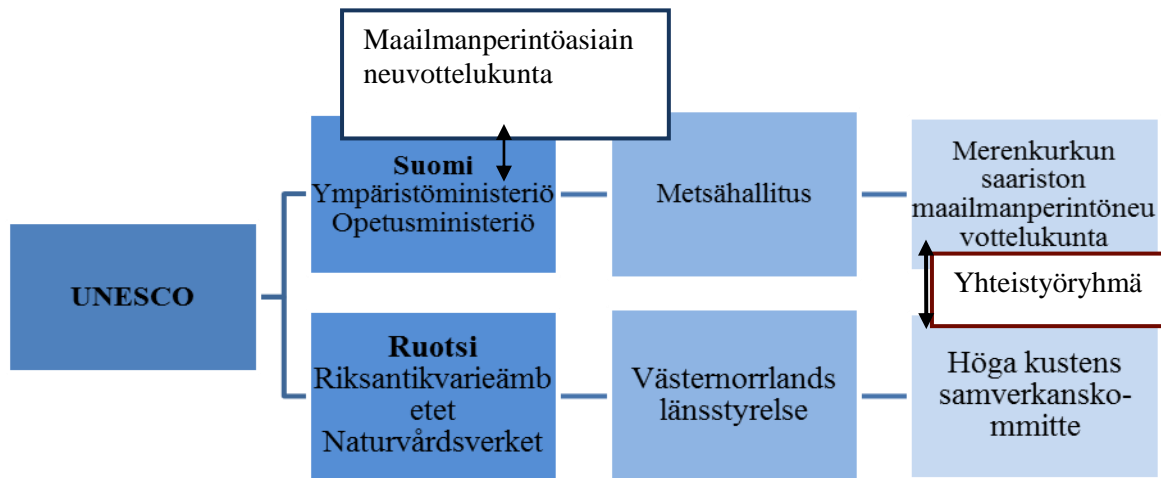 Maailmanperintöasiain
neuvottelukunta
UNESCO
Suomi
Ympäristöministeriö
Opetusministeriö
Metsähallitus
Merenkurkun
saariston
maailmanperintöneu
vottelukunta
Yhteistyöryhmä
Ruotsi
Riksantikvarieämb
etet
Naturvårdsverket
Västernorrlands
länsstyrelse
Höga kustens
samverkansko-
mmitte